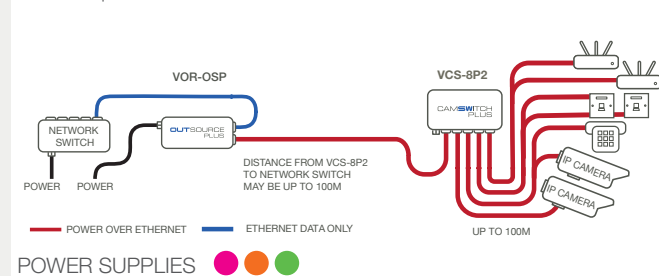 VOR-OSP
VCS-8P2
NETWORK
SWITCH
OUTSOURCE
PLUS
CAMSWITCH
PLUS
DISTANCE FROM VCS-8P2
TO NETWORK SWITCH
MAY BE UP TO 100M
IP CAMERA
IP CAMERA
POWER
POWER
POWER OVER ETHERNET
ETHERNET DATA ONLY
UP TO 100M
POWER SUPPLIES